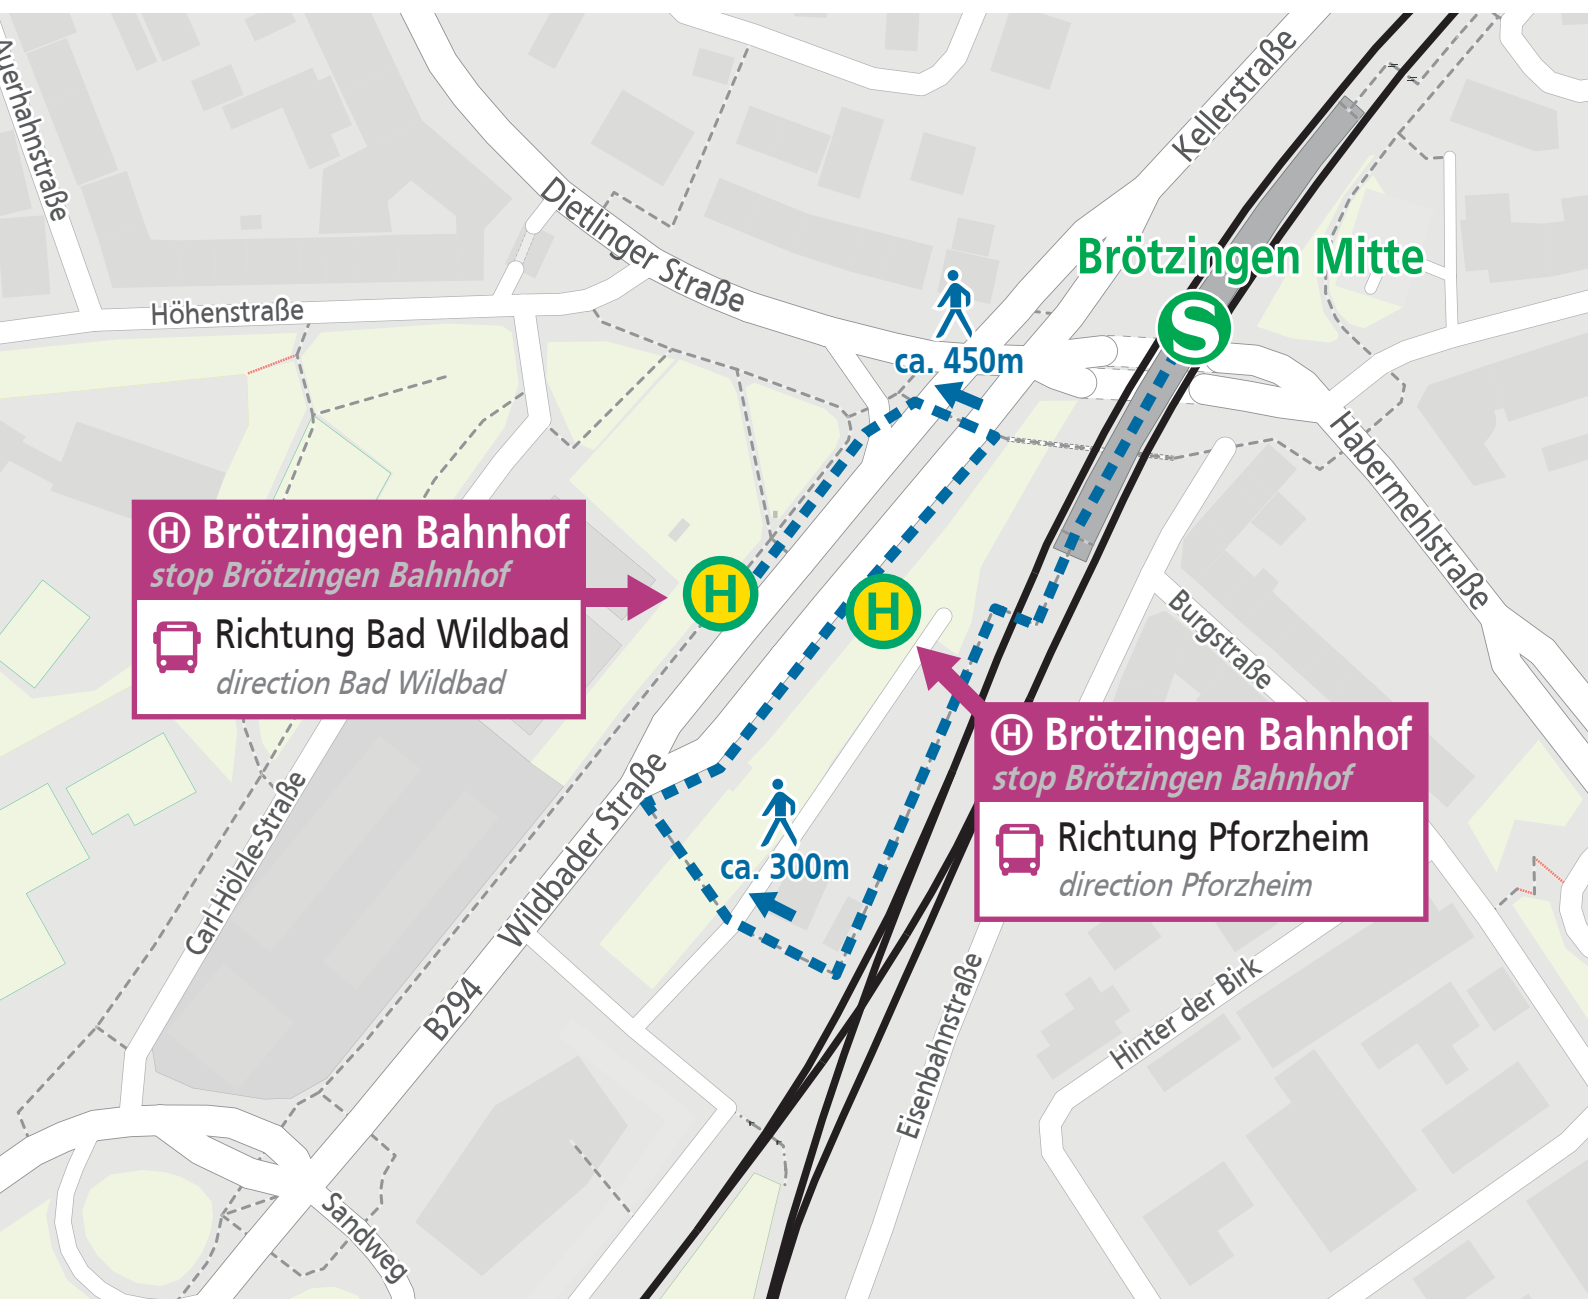 Auerhahnstraße
Kellerstraße
Dietlinger Straße
Brötzingen Mitte
S
Höhenstraße
ca. 450m
Habermehlstraße
H Brötzingen Bahnhof
stop Brötzingen Bahnhof
Richtung Bad Wildbad
direction Bad Wildbad
H
H
Burgstraße
H Brötzingen Bahnhof
stop Brötzingen Bahnhof
Richtung Pforzheim
direction Pforzheim
Wildbader Straße
ca. 300m
Carl-Hölzle-Straße
B294
Eisenbahnstraße
Hinter der Birk
Sandweg